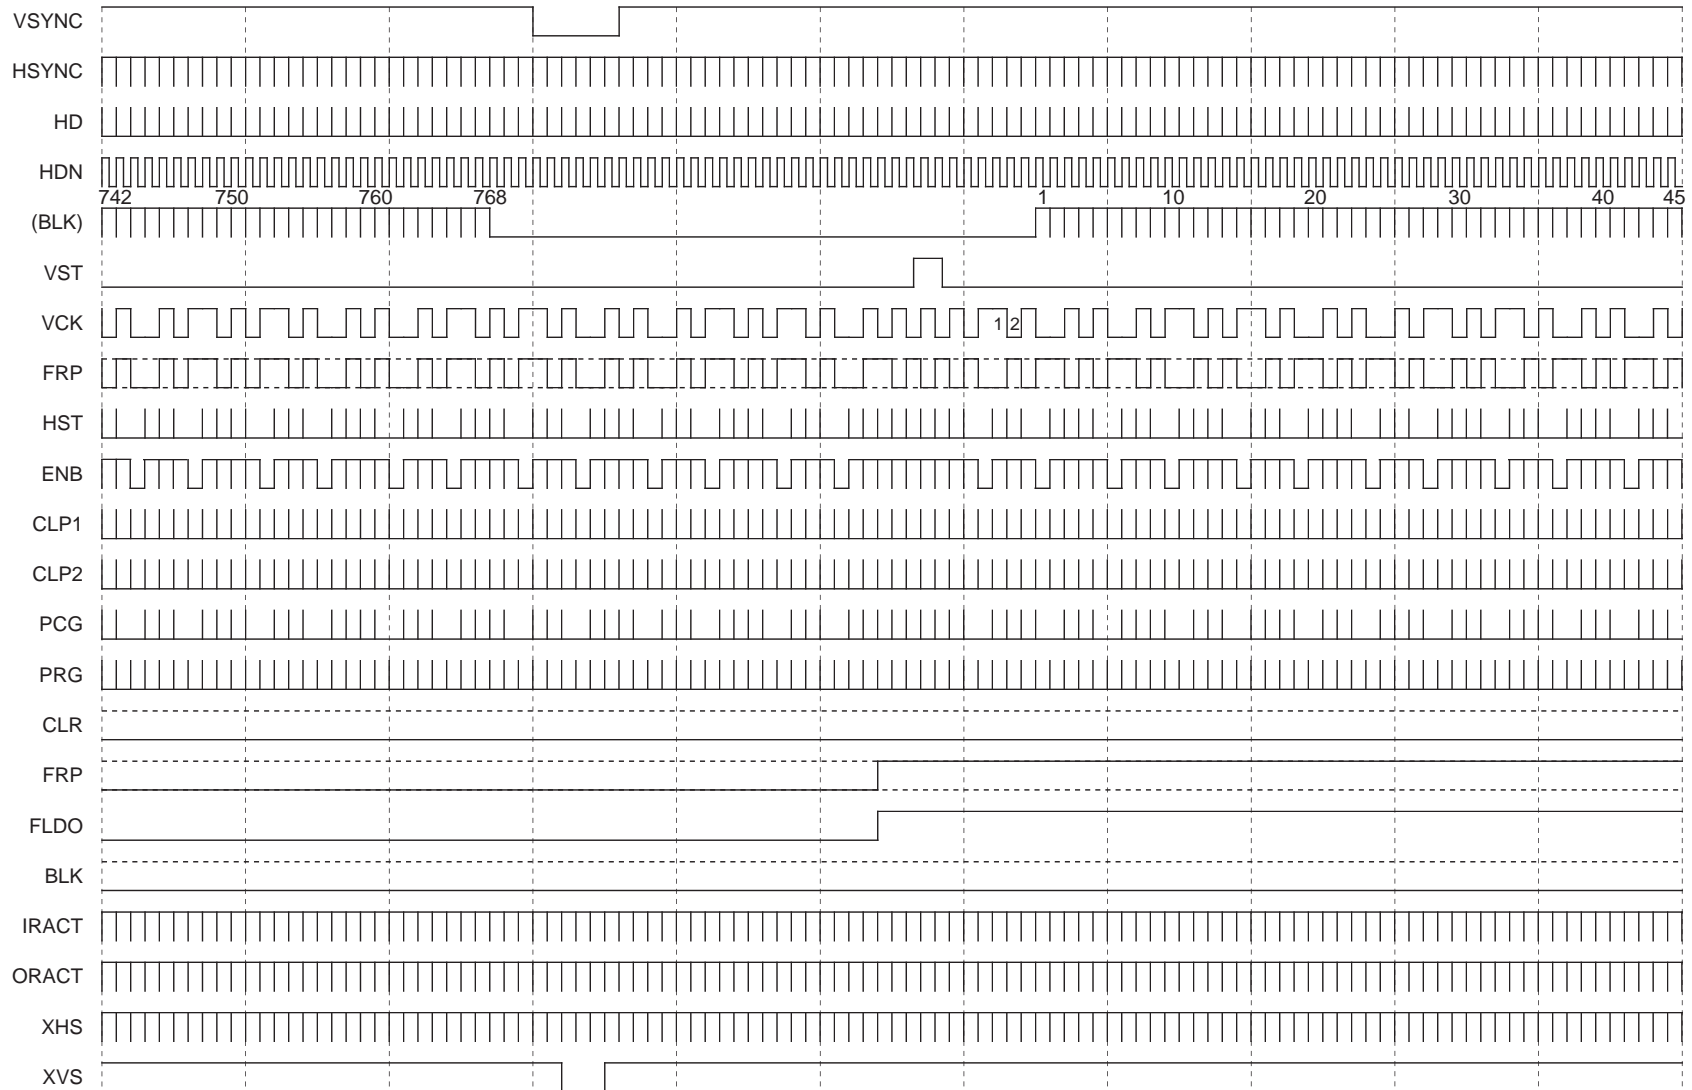 VSYNC
HSYNC
HD
HDN
742 750 760 768 1 10 20 30 40 45
(BLK)
VST
VCK 1 2
FRP
HST
ENB
CLP1
CLP2
PCG
PRG
CLR
FRP
FLDO
BLK
IRACT
ORACT
XHS
XVS